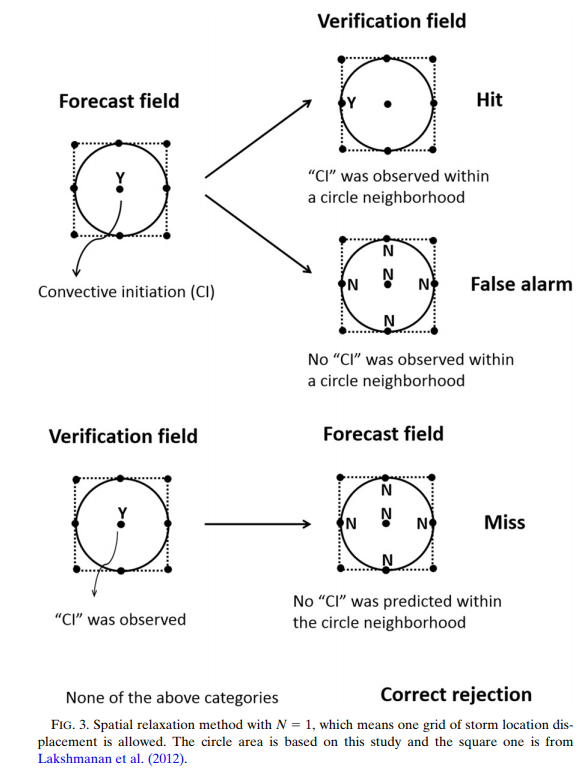 Verification field
Forecast field
Y
Hit
Y
"CI" was observed within
a circle neighborhood
Convective initiation (CI)
N
N
N
N
N
False alarm
No "CI" was observed within
a circle neighborhood
Verification field
Forecast field
Y
N
N
N
N
N
Miss
"CI" was observed
No "CI" was predicted within
the circle neighborhood
None of the above categories
Correct rejection
FIG. 3. Spatial relaxation method with N = 1, which means one grid of storm location dis-
placement is allowed. The circle area is based on this study and the square one is from
Lakshmanan et al. (2012).